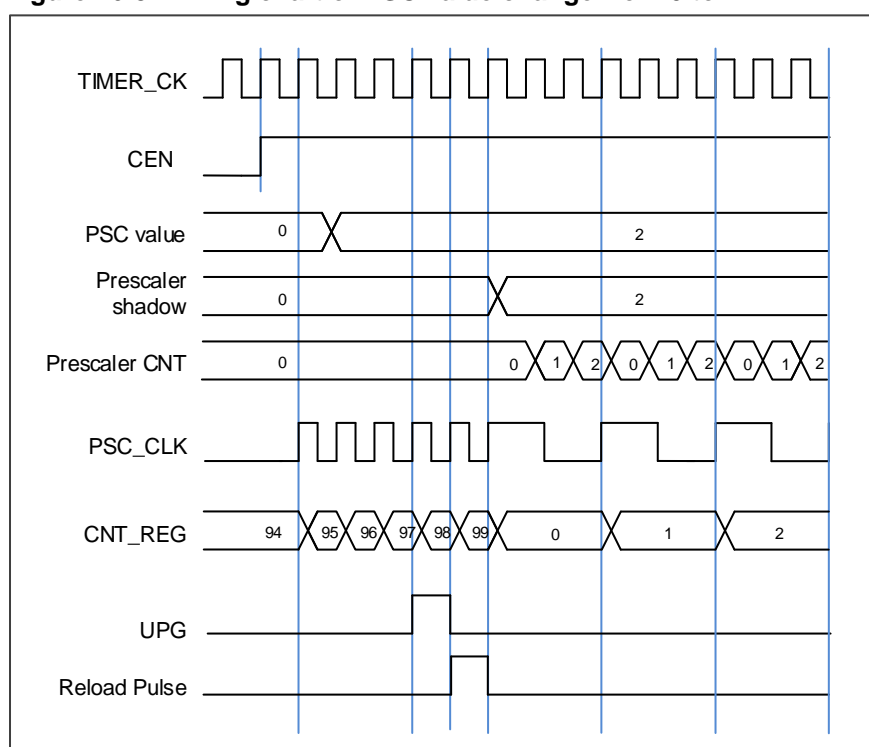 TIMER_CK
CEN
PSC value 0 2
Prescaler
shadow 0 2
Prescaler CNT 0 0 1 2 0 1 2 0 1 2
PSC_CLK
CNT_REG 94 95 96 97 98 99 0 1 2
UPG
Reload Pulse